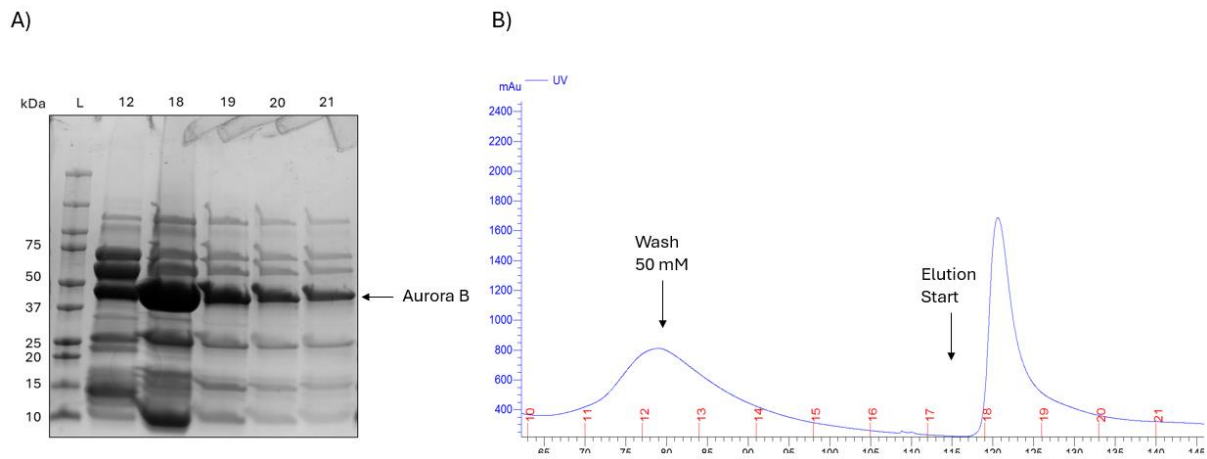 A)
B)
kDa L 12 18 19 20 21
75
50
37
25
20
15
10
Aurora B
mAu
UV
2400
2200
2000
1800
1600
1400
1200
1000
800
600
400
Wash
50 mM
Elution
Start
10 11 12 13 14 15 16 17 18 19 20 21
65 70 75 80 85 90 95 100 105 110 115 120 125 130 135 140 145